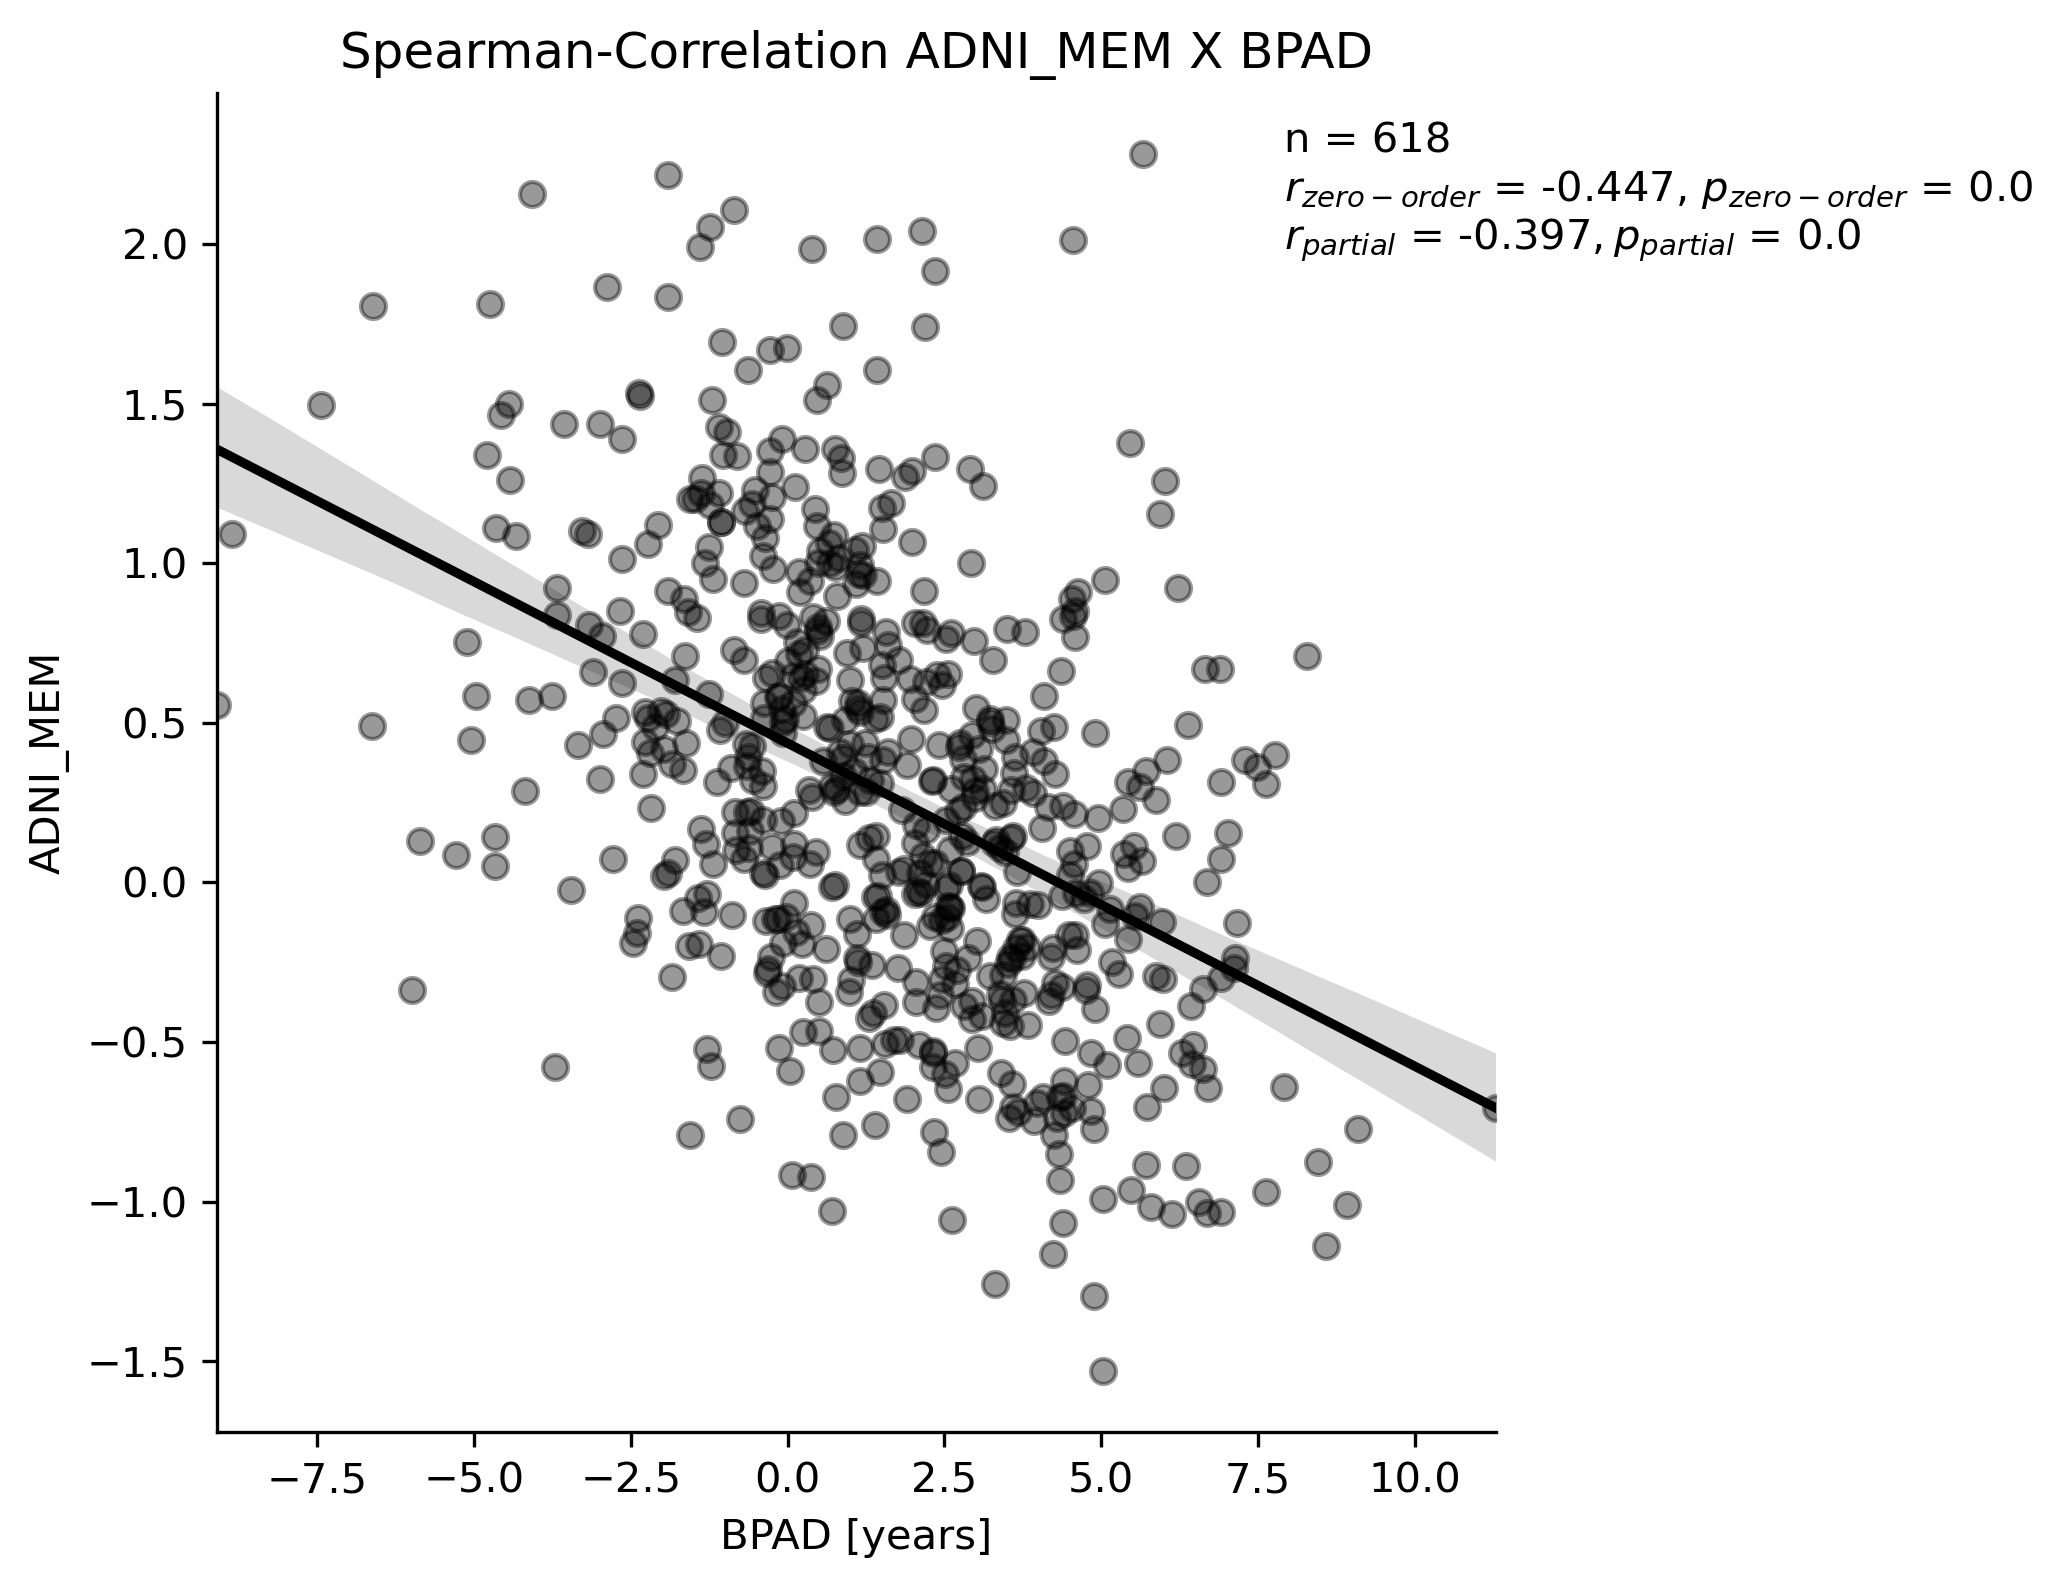 Spearman-Correlation ADNI_MEM X BPAD
n = 618
r_zero−order = -0.447, p_zero−order = 0.0
r_partial = -0.397, p_partial = 0.0
ADNI_MEM
2.0
1.5
1.0
0.5
0.0
−0.5
−1.0
−1.5
−7.5 −5.0 −2.5 0.0 2.5 5.0 7.5 10.0
BPAD [years]